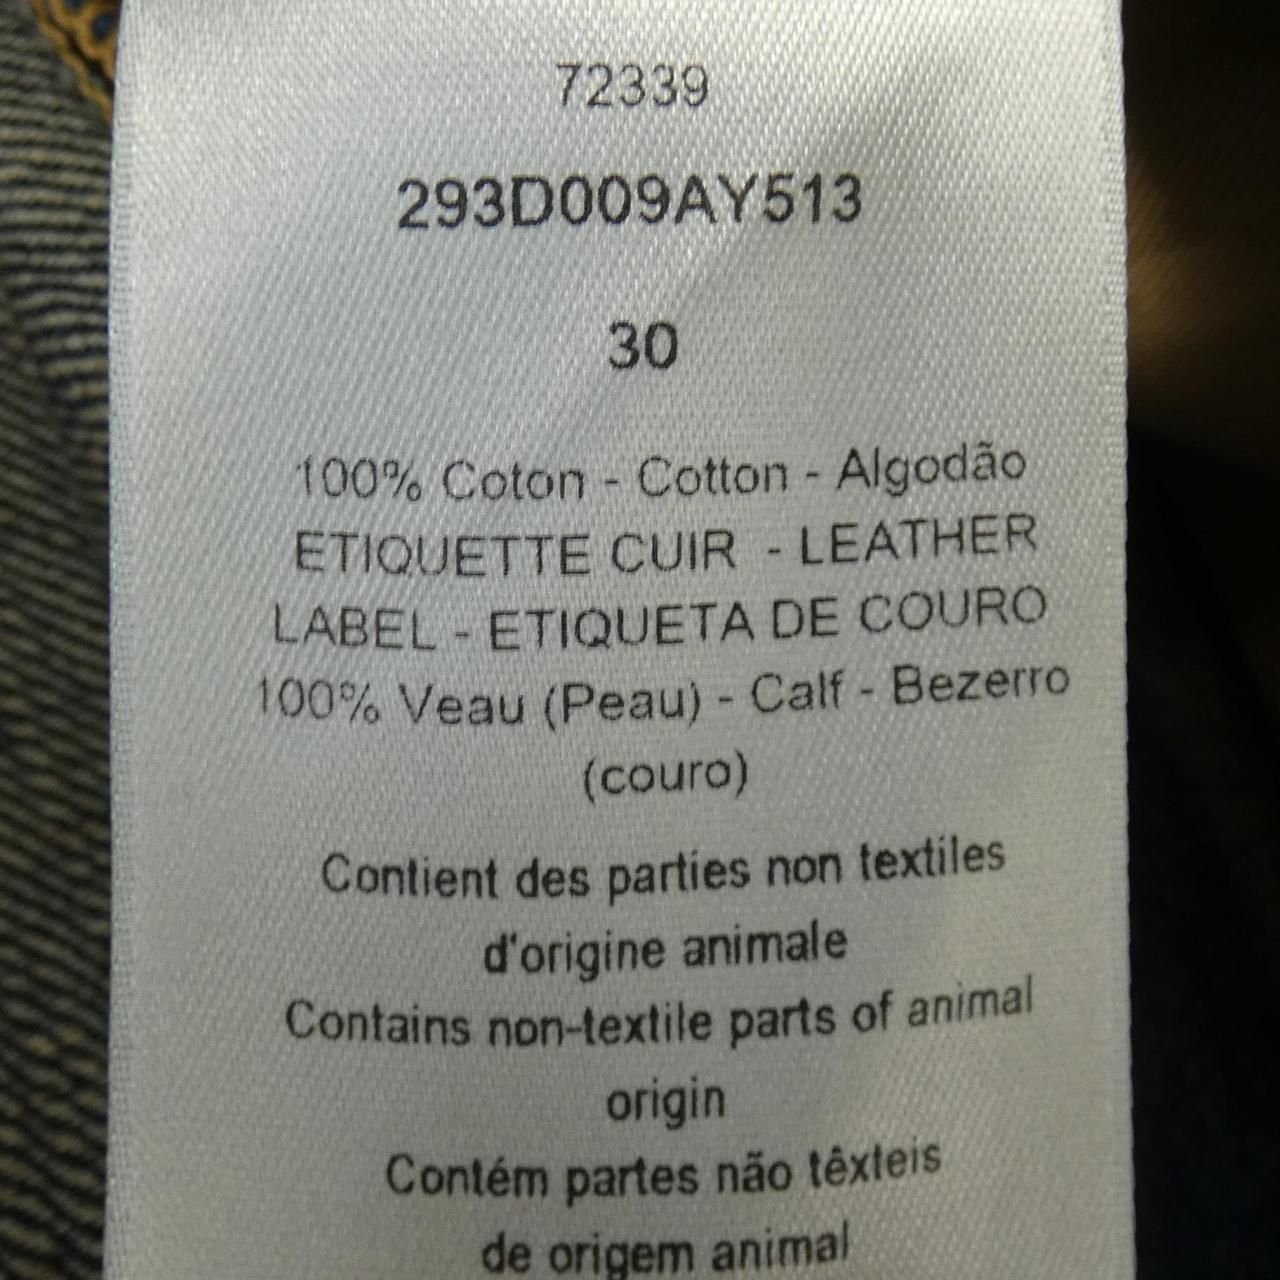 72339
293D009AY513
30
100% Coton - Cotton - Algodão
ETIQUETTE CUIR - LEATHER
LABEL - ETIQUETA DE COURO
100% Veau (Peau) - Calf - Bezerro
(couro)
Contient des parties non textiles
d'origine animale
Contains non-textile parts of animal
origin
Contém partes não têxteis
de origem animal